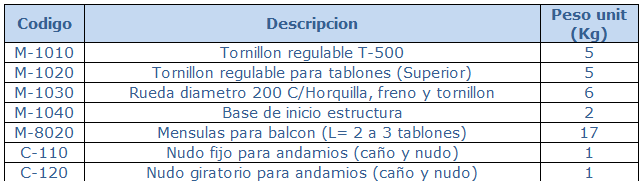 Codigo Descripcion Peso unit (Kg)
M-1010 Tornillon regulable T-500 5
M-1020 Tornillon regulable para tablones (Superior) 5
M-1030 Rueda diametro 200 C/Horquilla, freno y tornillon 6
M-1040 Base de inicio estructura 2
M-8020 Mensulas para balcon (L= 2 a 3 tablones) 17
C-110 Nudo fijo para andamios (caño y nudo) 1
C-120 Nudo giratorio para andamios (caño y nudo) 1